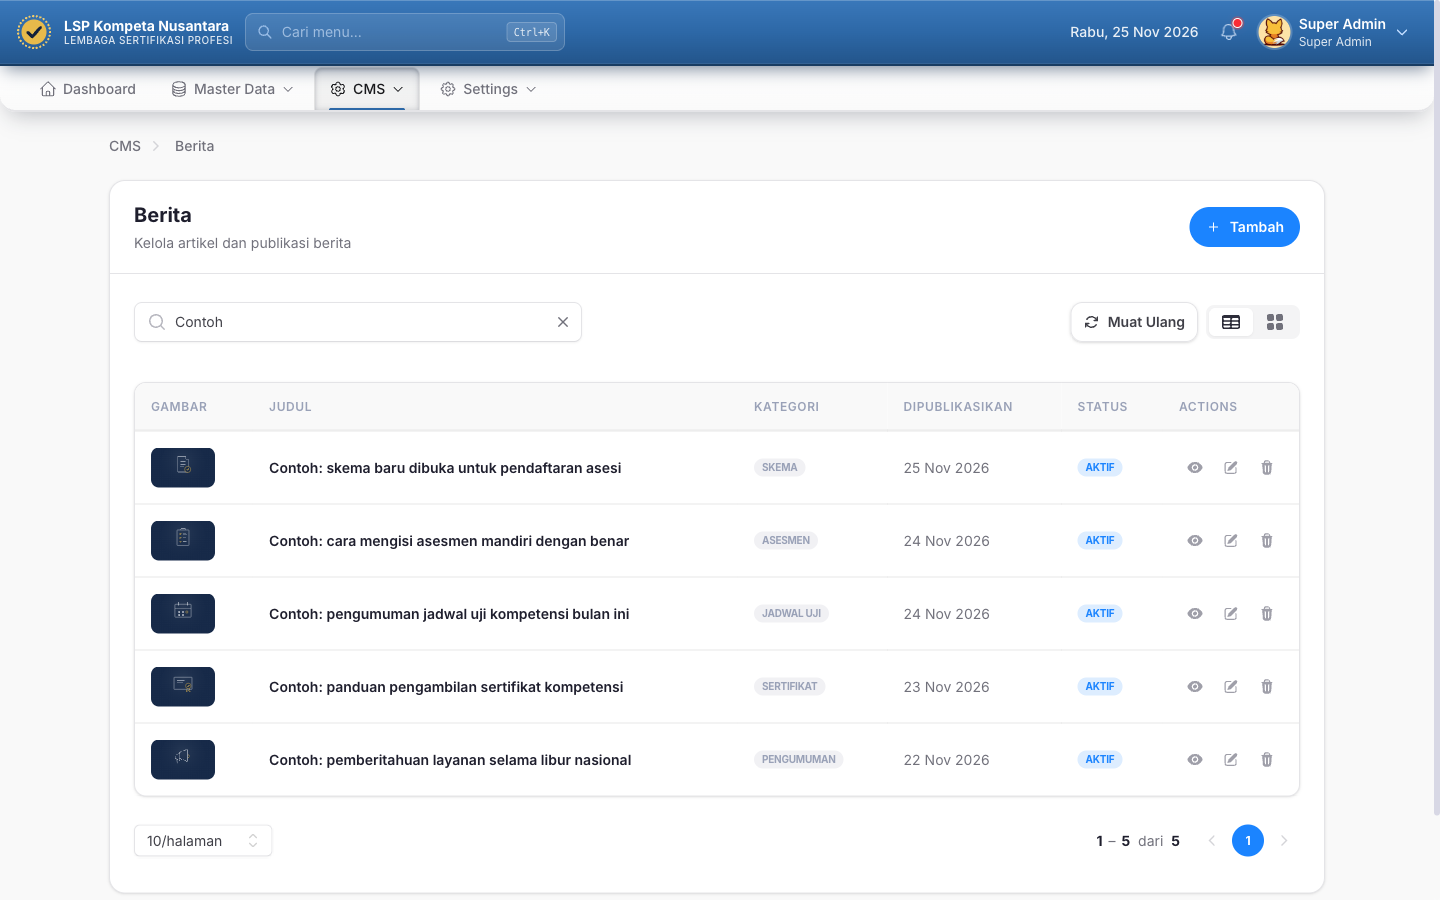 LSP Kompeta Nusantara
LEMBAGA SERTIFIKASI PROFESI
Cari menu...
Ctrl+K
Rabu, 25 Nov 2026
Super Admin
Super Admin
Dashboard
Master Data
CMS
Settings
CMS
Berita
Berita
Kelola artikel dan publikasi berita
+ Tambah
Contoh
Muat Ulang
GAMBAR JUDUL KATEGORI DIPUBLIKASIKAN STATUS ACTIONS
Contoh: skema baru dibuka untuk pendaftaran asesi SKEMA 25 Nov 2026 AKTIF
Contoh: cara mengisi asesmen mandiri dengan benar ASESMEN 24 Nov 2026 AKTIF
Contoh: pengumuman jadwal uji kompetensi bulan ini JADWAL UJI 24 Nov 2026 AKTIF
Contoh: panduan pengambilan sertifikat kompetensi SERTIFIKAT 23 Nov 2026 AKTIF
Contoh: pemberitahuan layanan selama libur nasional PENGUMUMAN 22 Nov 2026 AKTIF
10/halaman
1 – 5 dari 5
1